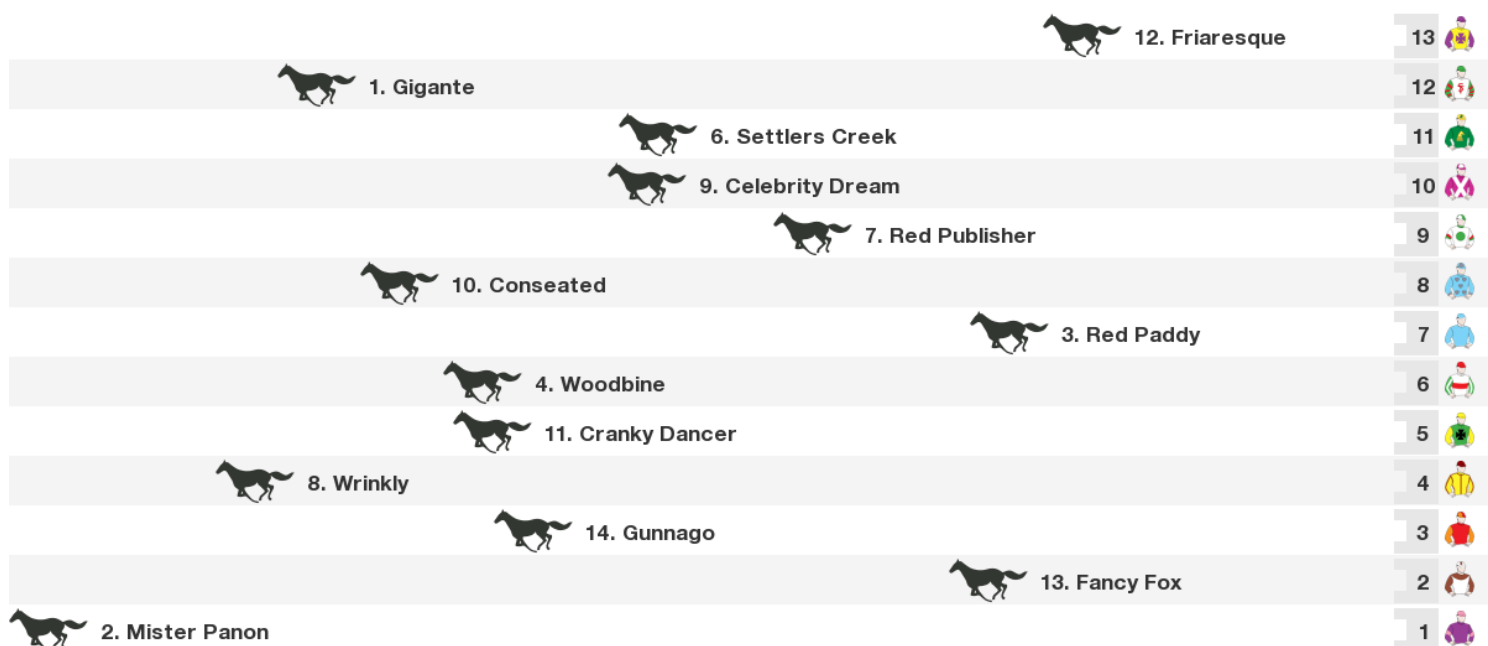 12. Friaresque 13
1. Gigante 12
6. Settlers Creek 11
9. Celebrity Dream 10
7. Red Publisher 9
10. Conseated 8
3. Red Paddy 7
4. Woodbine 6
11. Cranky Dancer 5
8. Wrinkly 4
14. Gunnago 3
13. Fancy Fox 2
2. Mister Panon 1